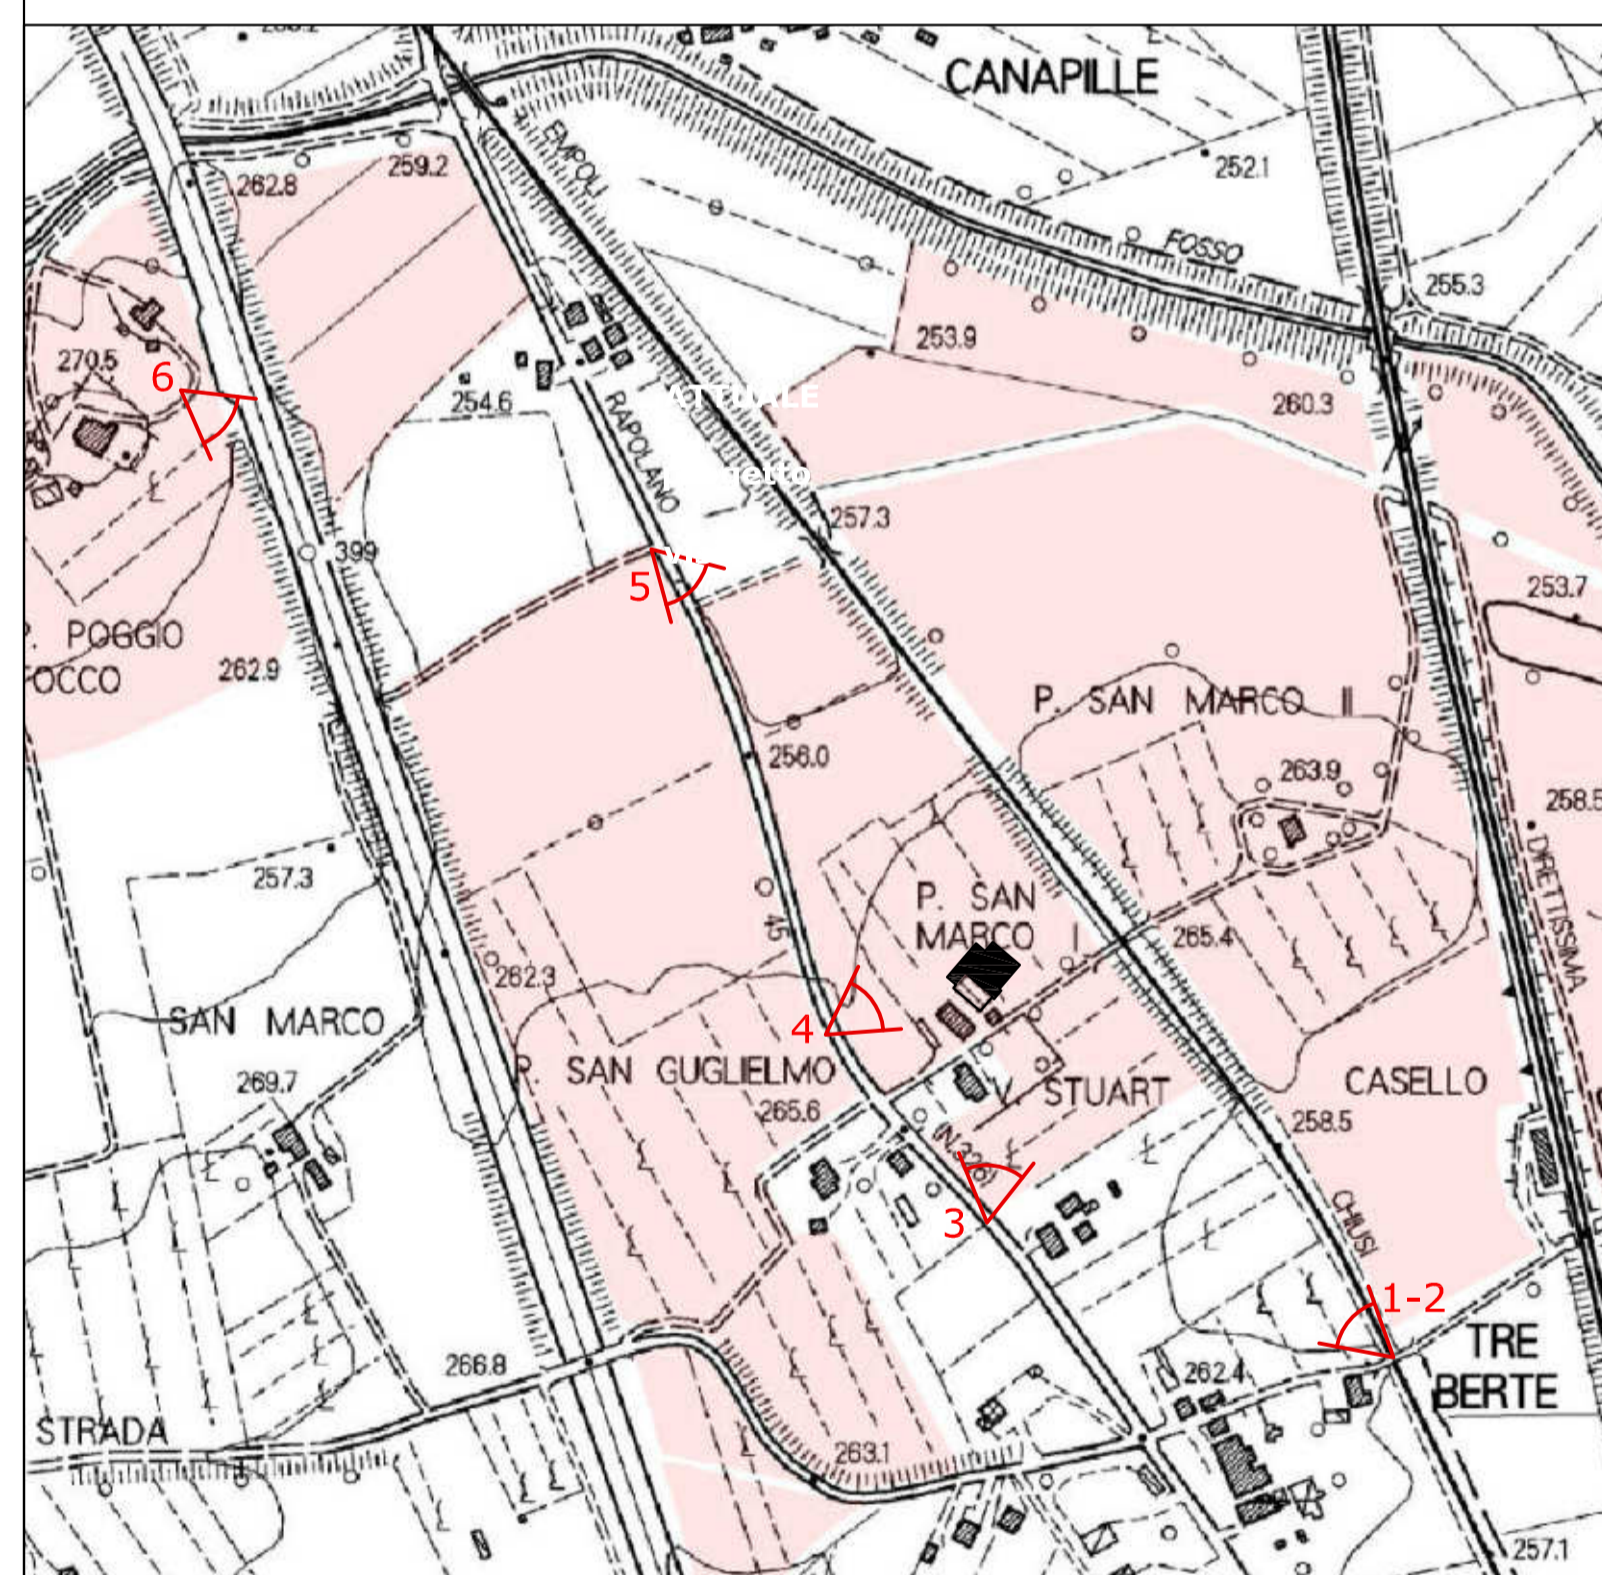 CANAPILLE
259.2
262.8
EMPOLI
252.1
FOSSO
255.3
253.9
270.5
6
254.6
RAPOLANO
ATTUALE
260.3
257.3
399
5
253.7
POGGIO
OCCO
262.9
P. SAN MARCO II
256.0
263.9
258.5
257.3
DIRETTISSIMA
P. SAN
MARCO I
45
265.4
262.3
SAN MARCO
4
P. SAN GUGLIELMO
269.7
265.6
V. STUART
CASELLO
258.5
(N.326)
3
CHIUSI
1-2
TRE
BERTE
266.8
262.4
STRADA
263.1
257.1